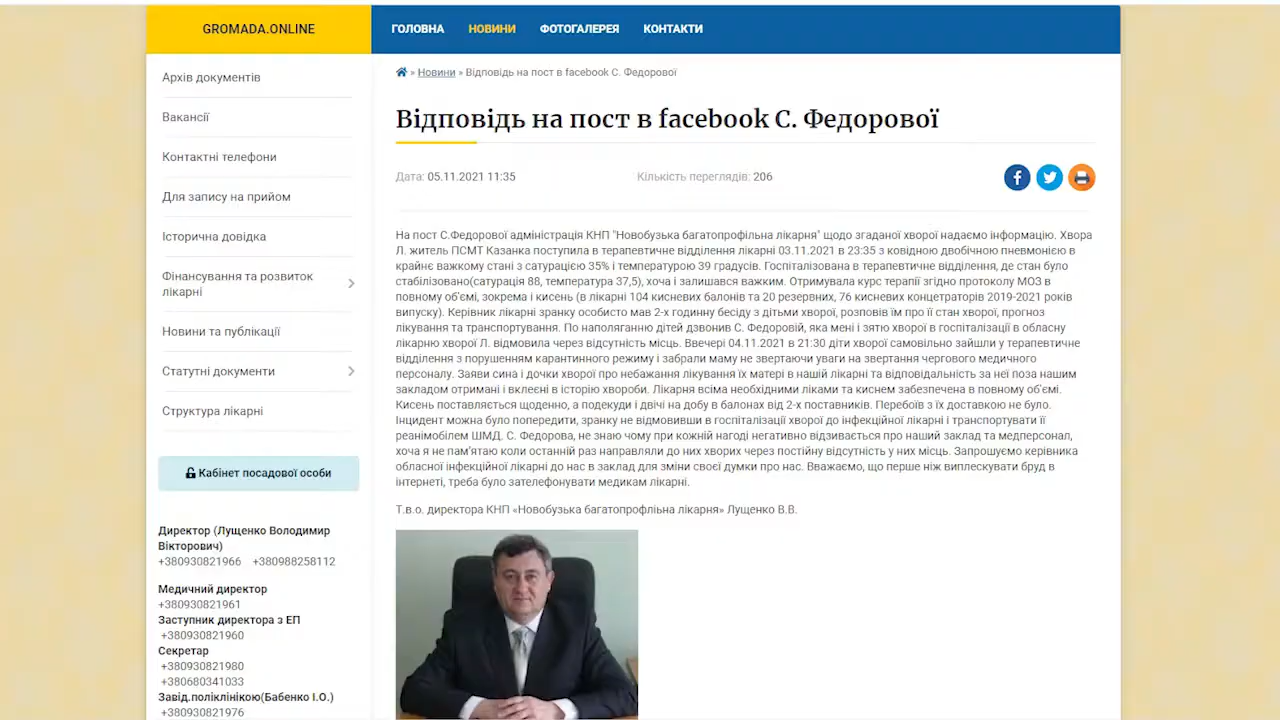 GROMADA.ONLINE
ГОЛОВНА НОВИНИ ФОТОГАЛЕРЕЯ КОНТАКТИ
Архів документів
Вакансії
Контактні телефони
Для запису на прийом
Історична довідка
Фінансування та розвиток
лікарні
Новини та публікації
Статутні документи
Структура лікарні
Кабінет посадової особи
Директор (Лущенко Володимир
Вікторович)
+380930821966 +380988258112
Медичний директор
+380930821961
Заступник директора з ЕП
+380930821960
Секретар
+380930821980
+380680341033
Завід.поліклінікою(Бабенко І.О.)
+380930821976
» Новини » Відповідь на пост в facebook С. Федорової
Відповідь на пост в facebook С. Федорової
Дата: 05.11.2021 11:35
Кількість переглядів: 206
На пост С.Федорової адміністрація КНП "Новобузька багатопрофільна лікарня" щодо згаданої хворої надаємо інформацію. Хвора
Л. житель ПСМТ Казанка поступила в терапевтичне відділення лікарні 03.11.2021 в 23:35 з ковідною двобічною пневмонією в
крайнє важкому стані з сатурацією 35% і температурою 39 градусів. Госпіталізована в терапевтичне відділення, де стан було
стабілізовано(сатурація 88, температура 37,5), хоча і залишався важким. Отримувала курс терапії згідно протоколу МОЗ в
повному об'ємі, зокрема і кисень (в лікарні 104 кисневих балонів та 20 резервних, 76 кисневих концетраторів 2019-2021 років
випуску). Керівник лікарні зранку особисто мав 2-х годинну бесіду з дітьми хворої, розповів їм про її стан хворої, прогноз
лікування та транспортування. По наполяганню дітей дзвонив С. Федоровій, яка мені і зятю хворої в госпіталізації в обласну
лікарню хворої Л. відмовила через відсутність місць. Ввечері 04.11.2021 в 21:30 діти хворої самовільно зайшли у терапевтичне
відділення з порушенням карантинного режиму і забрали маму не звертаючи уваги на звертання чергового медичного
персоналу. Заяви сина і дочки хворої про небажання лікування їх матері в нашій лікарні та відповідальність за неї поза нашим
закладом отримані і вклеєні в історію хвороби. Лікарня всіма необхідними ліками та киснем забезпечена в повному об'ємі.
Кисень поставляється щоденно, а подекуди і двічі на добу в балонах від 2-х поставників. Перебоїв з їх доставкою не було.
Інцидент можна було попередити, зранку не відмовивши в госпіталізації хворої до інфекційної лікарні і транспортувати її
реанімобілем ШМД. С. Федорова, не знаю чому при кожній нагоді негативно відзивається про наший заклад та медперсонал,
хоча я не пам'ятаю коли останній раз направляли до них хворих через постійну відсутність у них місць. Запрошуємо керівника
обласної інфекційної лікарні до нас в заклад для зміни своєї думки про нас. Вважаємо, що перше ніж виплескувати бруд в
інтернеті, треба було зателефонувати медикам лікарні.
Т.в.о. директора КНП «Новобузька багатопрофлільна лікарня» Лущенко В.В.